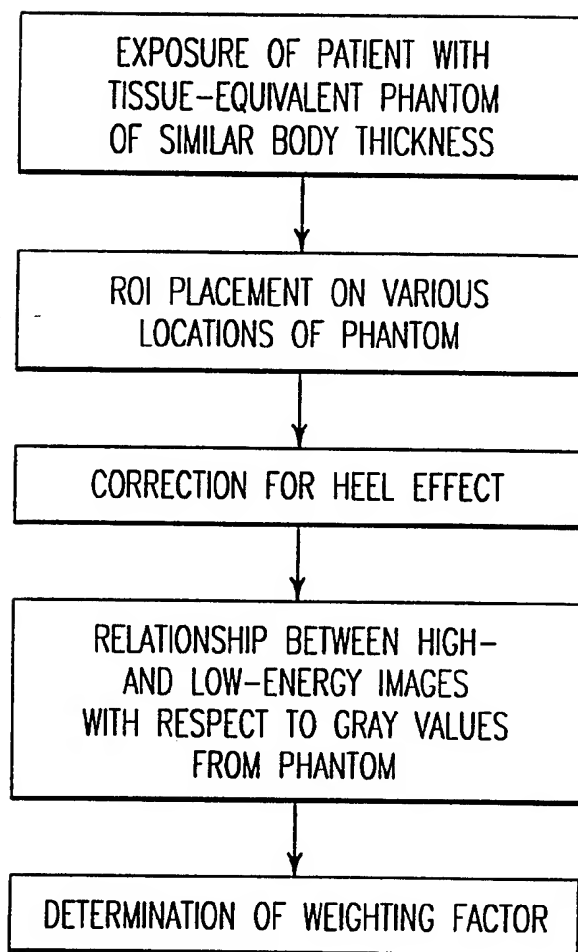 EXPOSURE OF PATIENT WITH
TISSUE-EQUIVALENT PHANTOM
OF SIMILAR BODY THICKNESS
ROI PLACEMENT ON VARIOUS
LOCATIONS OF PHANTOM
CORRECTION FOR HEEL EFFECT
RELATIONSHIP BETWEEN HIGH-
AND LOW-ENERGY IMAGES
WITH RESPECT TO GRAY VALUES
FROM PHANTOM
DETERMINATION OF WEIGHTING FACTOR